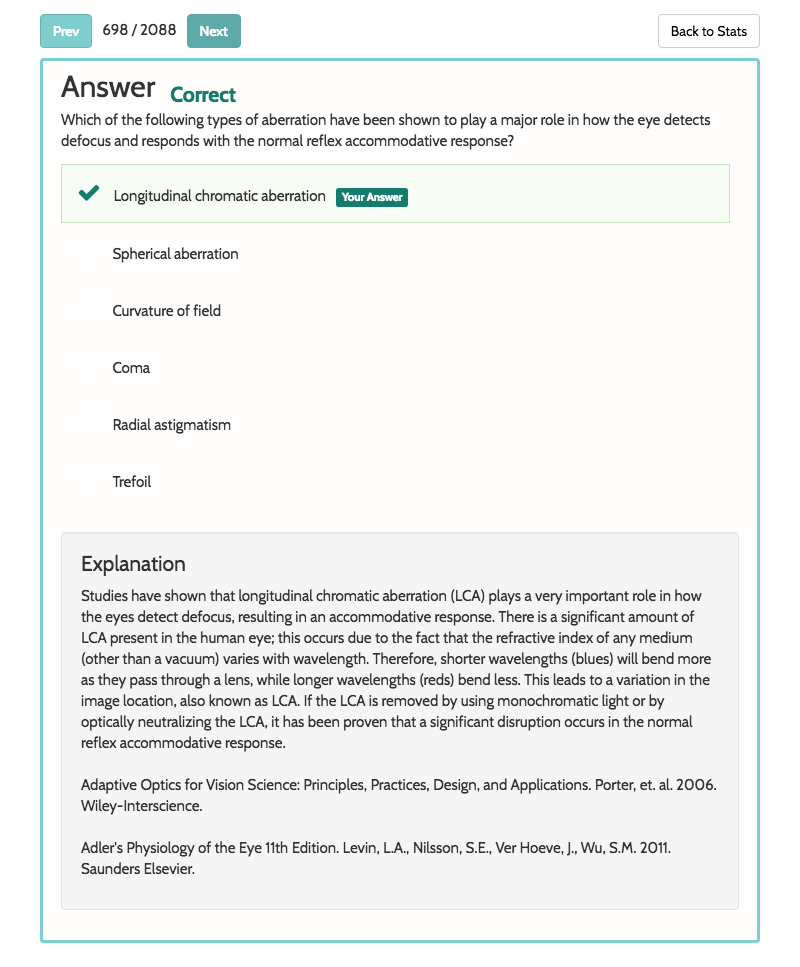 Prev 698 / 2088 Next Back to Stats
Answer Correct
Which of the following types of aberration have been shown to play a major role in how the eye detects
defocus and responds with the normal reflex accommodative response?
Longitudinal chromatic aberration Your Answer
Spherical aberration
Curvature of field
Coma
Radial astigmatism
Trefoil
Explanation
Studies have shown that longitudinal chromatic aberration (LCA) plays a very important role in how
the eyes detect defocus, resulting in an accommodative response. There is a significant amount of
LCA present in the human eye; this occurs due to the fact that the refractive index of any medium
(other than a vacuum) varies with wavelength. Therefore, shorter wavelengths (blues) will bend more
as they pass through a lens, while longer wavelengths (reds) bend less. This leads to a variation in the
image location, also known as LCA. If the LCA is removed by using monochromatic light or by
optically neutralizing the LCA, it has been proven that a significant disruption occurs in the normal
reflex accommodative response.
Adaptive Optics for Vision Science: Principles, Practices, Design, and Applications. Porter, et. al. 2006.
Wiley-Interscience.
Adler's Physiology of the Eye 11th Edition. Levin, L.A., Nilsson, S.E., Ver Hoeve, J., Wu, S.M. 2011.
Saunders Elsevier.